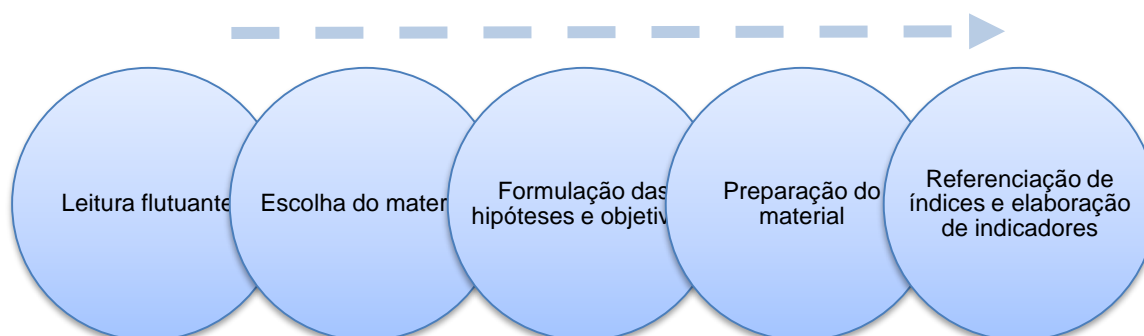 Leitura flutuante
Escolha do mater
Formulação das
hipóteses e objetiv
Preparação do
material
Referenciação de
índices e elaboração
de indicadores